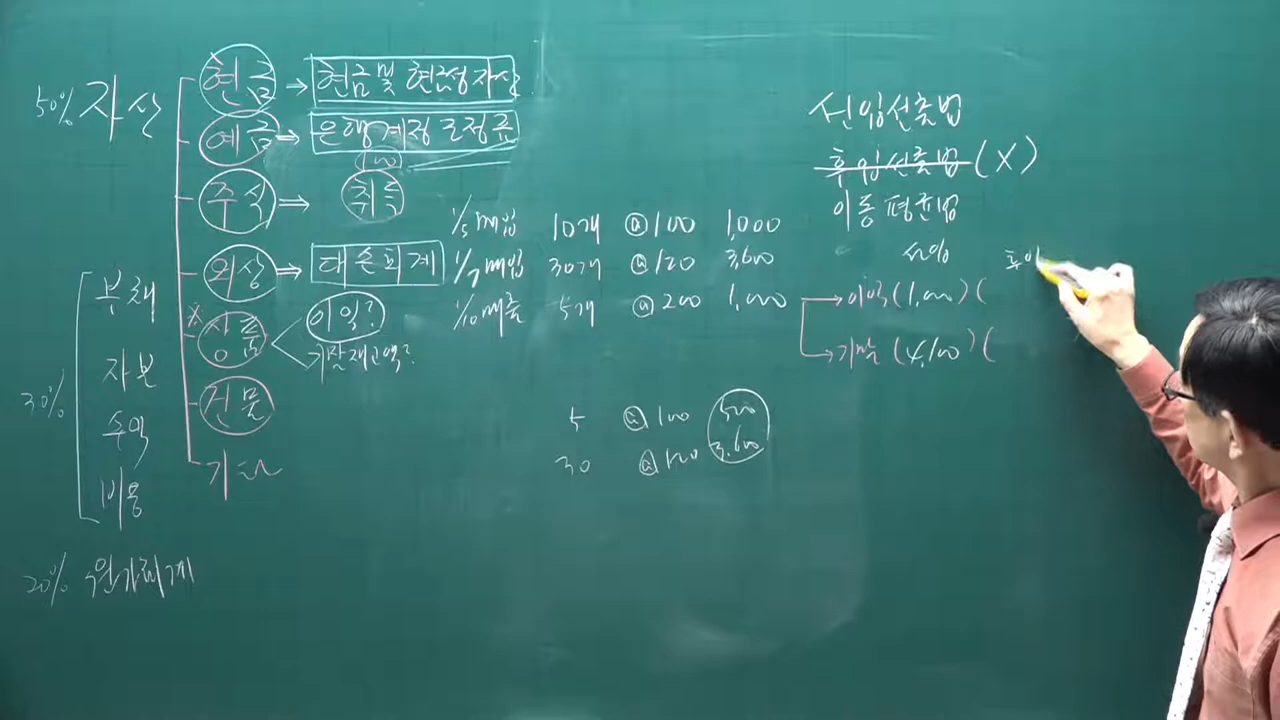 50% 자산
현금 → 현금 및 현금성자산
예금 ⇒ 은행계정조정표
주식 ⇒ 취득
100
외상 ⇒ 대손회계
※ 상품
이익?
기말재고액?
건물
기타
30%
부채
자본
수익
비용
20% 원가회계
1/5 매입 10개 @100 1,000
1/7 매입 30개 @120 3,600
1/10 매출 5개 @200 1,000
5 @100 500
30 @120 3,600
선입선출법
후입선출법 (X)
이동평균법
선입 후입
이익 (1,000) (
기말 (4,100) (